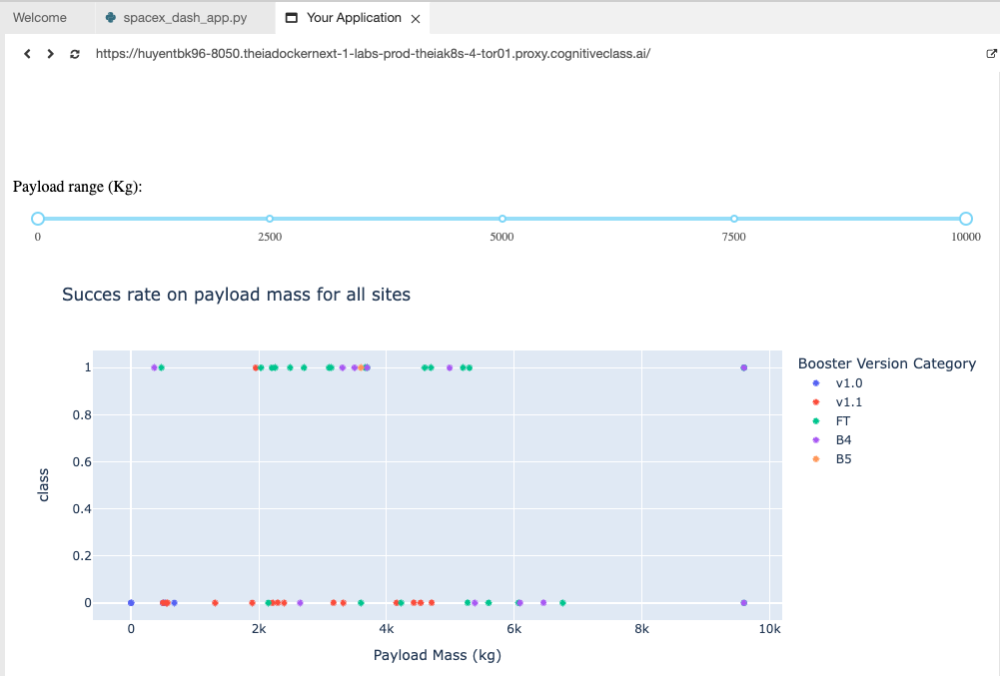 Welcome spacex_dash_app.py Your Application
https://huyentbk96-8050.theiadockernext-1-labs-prod-theiak8s-4-tor01.proxy.cognitiveclass.ai/
Payload range (Kg):
0 2500 5000 7500 10000
Succes rate on payload mass for all sites
Booster Version Category
v1.0
v1.1
FT
B4
B5
class
1
0.8
0.6
0.4
0.2
0
0 2k 4k 6k 8k 10k
Payload Mass (kg)